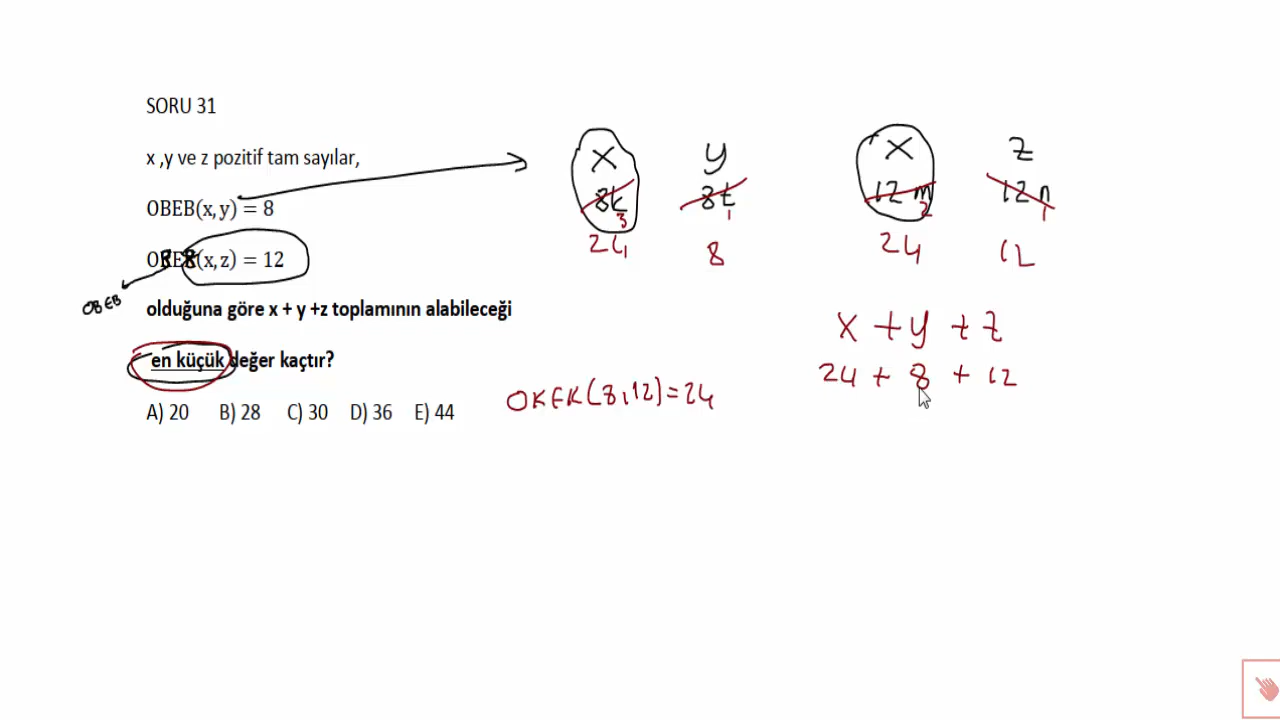 SORU 31
x ,y ve z pozitif tam sayılar,
OBEB(x,y) = 8
OBEB(x,z) = 12
OBEB
olduğuna göre x + y +z toplamının alabileceği
en küçük değer kaçtır?
A) 20 B) 28 C) 30 D) 36 E) 44
x y
8k 8t
3 1
24 8
x z
12m 12n
2 1
24 12
x + y + z
24 + 8 + 12
OKEK(8,12)=24